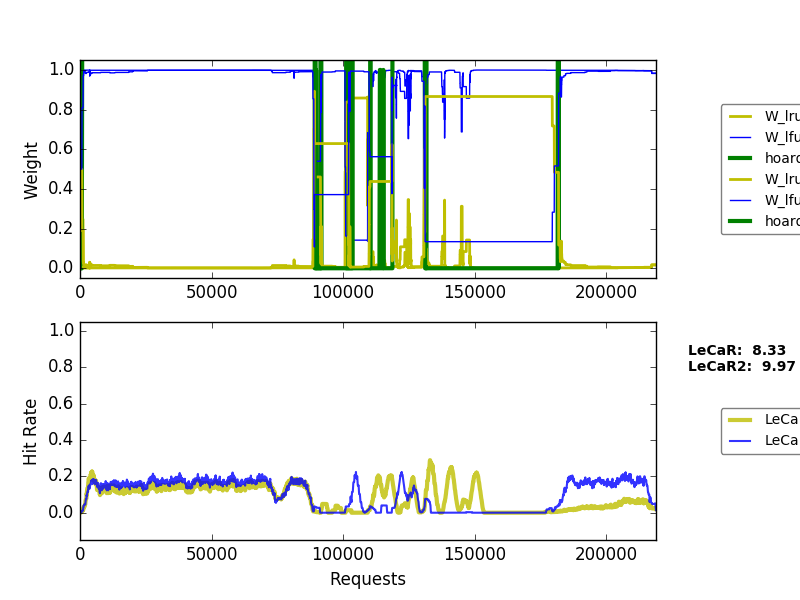 1.0
0.8
0.6
0.4
0.2
0.0
Weight
0 50000 100000 150000 200000
W_lru
W_lfu
hoard
W_lru
W_lfu
hoard
1.0
0.8
0.6
0.4
0.2
0.0
Hit Rate
0 50000 100000 150000 200000
Requests
LeCaR: 8.33
LeCaR2: 9.97
LeCa
LeCa